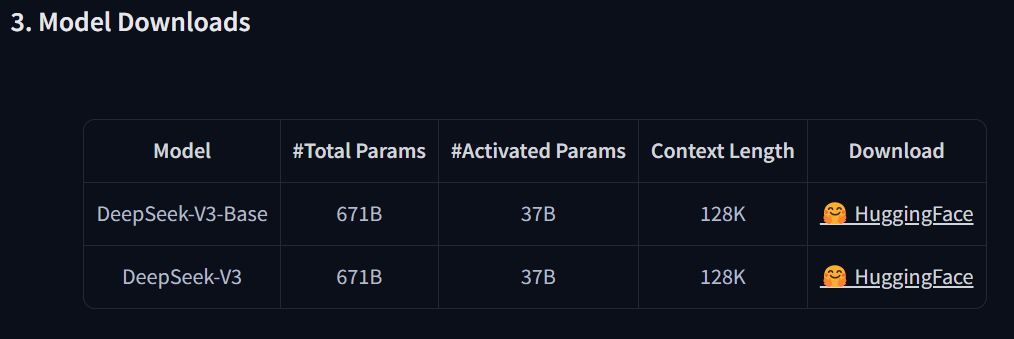 3. Model Downloads
Model #Total Params #Activated Params Context Length Download
DeepSeek-V3-Base 671B 37B 128K 🤗 HuggingFace
DeepSeek-V3 671B 37B 128K 🤗 HuggingFace